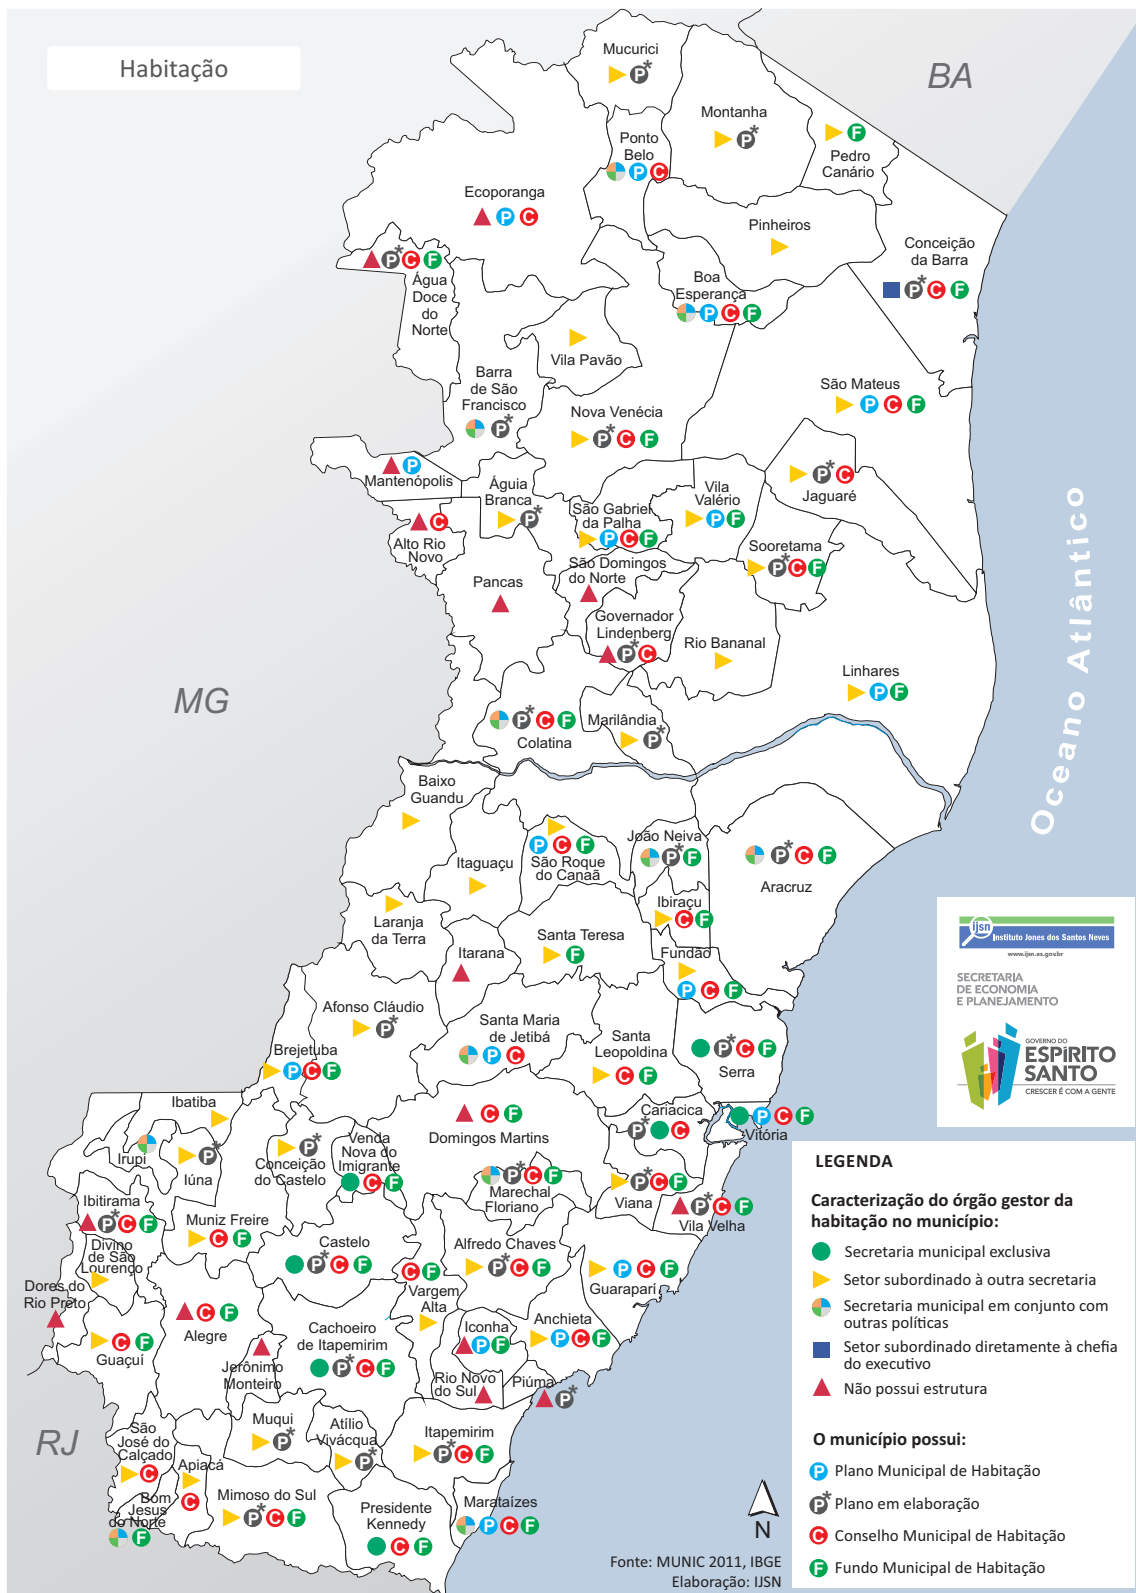 Habitação
BA
MG
RJ
Oceano Atlântico
Mucurici
P*
Montanha
P*
F
Pedro
Canário
Ponto
Belo
P C
Ecoporanga
P C
Pinheiros
Conceição
da Barra
P* C F
P* C F
Água
Doce
do
Norte
Boa
Esperança
P C F
Vila Pavão
Barra
de São
Francisco
P*
São Mateus
P C F
Nova Venécia
P* C F
P
Mantenópolis
Águia
Branca
P*
São Gabriel
da Palha
P C F
Vila
Valério
P F
P* C
Jaguaré
C
Alto Rio
Novo
Sooretama
P* C F
São Domingos
do Norte
Pancas
Governador
Lindenberg
P* C
Rio Bananal
Linhares
P F
P* C F
Colatina
Marilândia
P*
Baixo
Guandu
João Neiva
P* F
P C F
São Roque
do Canaã
P* C F
Aracruz
Itaguaçu
Ibiraçu
C F
Laranja
da Terra
Santa Teresa
F
Itarana
Fundão
P C F
Afonso Cláudio
P*
Santa Maria
de Jetibá
P C
Santa
Leopoldina
C F
P* C F
Serra
Brejetuba
P C F
Ibatiba
C F
Domingos Martins
Cariacica
P* C
P C F
Vitória
Irupi
P*
Iúna
P*
Conceição
do Castelo
Venda
Nova do
Imigrante
C F
P* C F
Marechal
Floriano
P* C F
Viana
P* C F
Vila Velha
Ibitirama
P* C F
Muniz Freire
C F
Divino
de São
Lourenço
Castelo
P* C F
Alfredo Chaves
P* C F
P C F
Guaraparí
Dores do
Rio Preto
C F
Vargem
Alta
C F
Alegre
C F
Guaçuí
Cachoeiro
de Itapemirim
P* C F
Iconha
P F
Anchieta
P C F
Jerônimo
Monteiro
Rio Novo
do Sul
Piúma
P*
São
José do
Calçado
C
Apiacá
C
Muqui
P*
Atílio
Vivácqua
P*
Itapemirim
P* C F
Bom
Jesus
do Norte
F
Mimoso do Sul
P* C F
Presidente
Kennedy
C F
Marataízes
P C F
N
Fonte: MUNIC 2011, IBGE
Elaboração: IJSN
ijsn
Instituto Jones dos Santos Neves
www.ijsn.es.gov.br
SECRETARIA
DE ECONOMIA
E PLANEJAMENTO
GOVERNO DO
ESPÍRITO
SANTO
CRESCER É COM A GENTE
LEGENDA
Caracterização do órgão gestor da
habitação no município:
Secretaria municipal exclusiva
Setor subordinado à outra secretaria
Secretaria municipal em conjunto com
outras políticas
Setor subordinado diretamente à chefia
do executivo
Não possui estrutura
O município possui:
P Plano Municipal de Habitação
P* Plano em elaboração
C Conselho Municipal de Habitação
F Fundo Municipal de Habitação